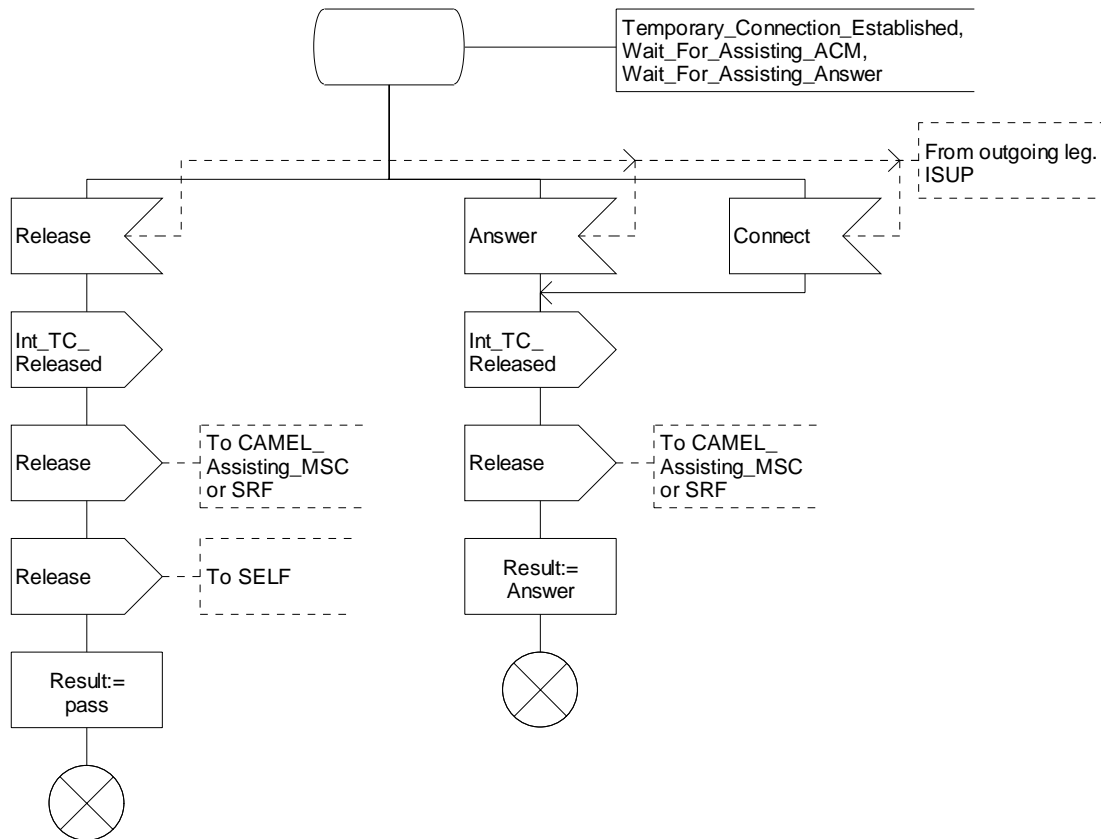 Temporary_Connection_Established,
Wait_For_Assisting_ACM,
Wait_For_Assisting_Answer
From outgoing leg.
ISUP
Release
Answer
Connect
Int_TC_
Released
Int_TC_
Released
Release
To CAMEL_
Assisting_MSC
or SRF
Release
To CAMEL_
Assisting_MSC
or SRF
Release
To SELF
Result:=
Answer
Result:=
pass